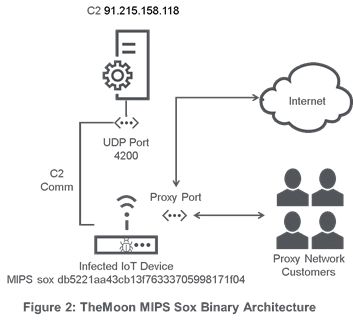 C2 91.215.158.118
UDP Port
4200
C2
Comm
Internet
Proxy Port
Proxy Network
Customers
Infected IoT Device
MIPS sox db5221aa43cb13f76333705998171f04
Figure 2: TheMoon MIPS Sox Binary Architecture